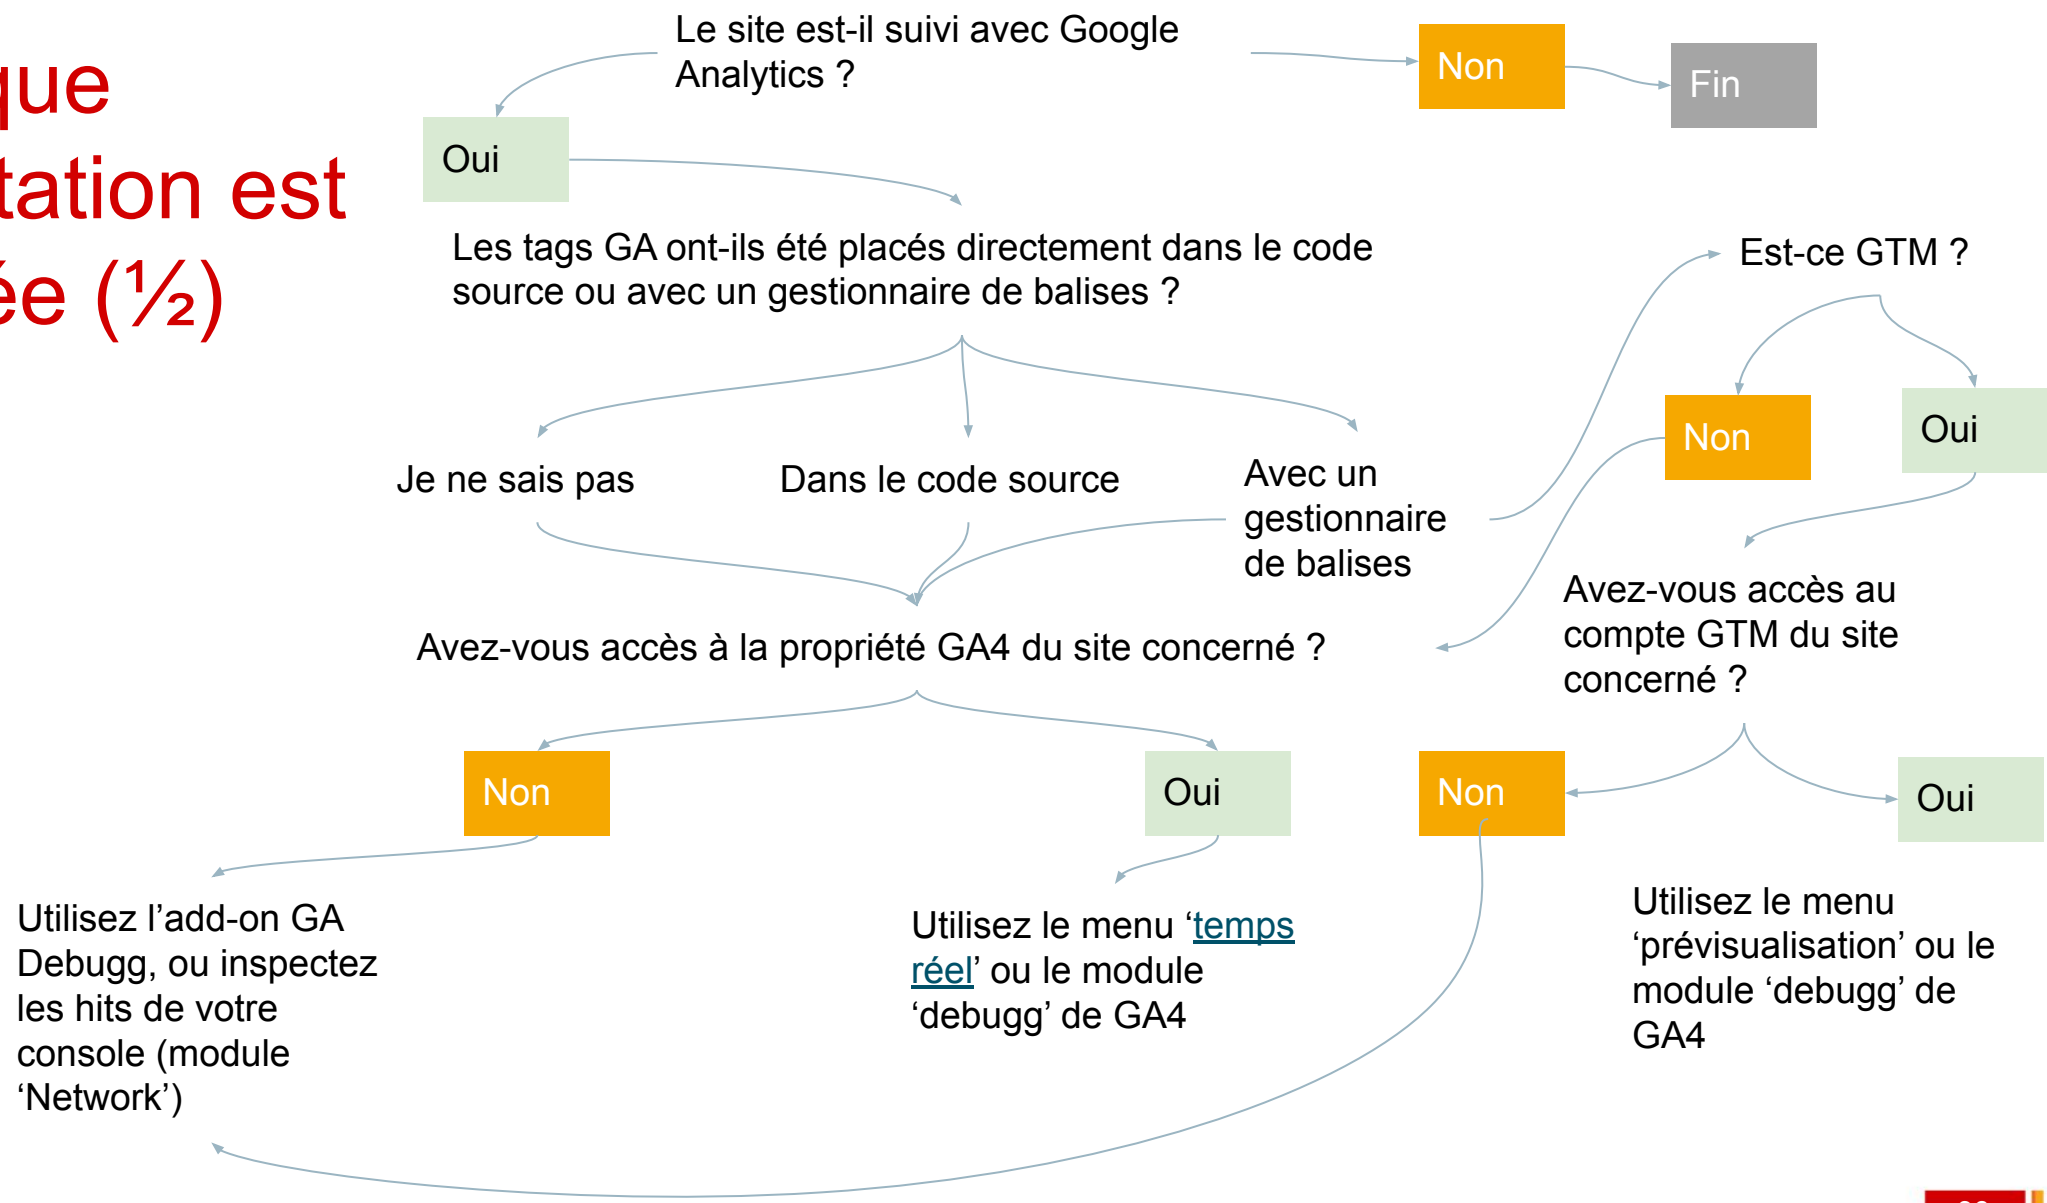 que
tation est
ée (½)
Le site est-il suivi avec Google
Analytics ?
Non
Fin
Oui
Les tags GA ont-ils été placés directement dans le code
source ou avec un gestionnaire de balises ?
Est-ce GTM ?
Non
Oui
Je ne sais pas
Dans le code source
Avec un
gestionnaire
de balises
Avez-vous accès à la propriété GA4 du site concerné ?
Avez-vous accès au
compte GTM du site
concerné ?
Non
Oui
Non
Oui
Utilisez l’add-on GA
Debugg, ou inspectez
les hits de votre
console (module
‘Network’)
Utilisez le menu ‘temps
réel’ ou le module
‘debugg’ de GA4
Utilisez le menu
‘prévisualisation’ ou le
module ‘debugg’ de
GA4